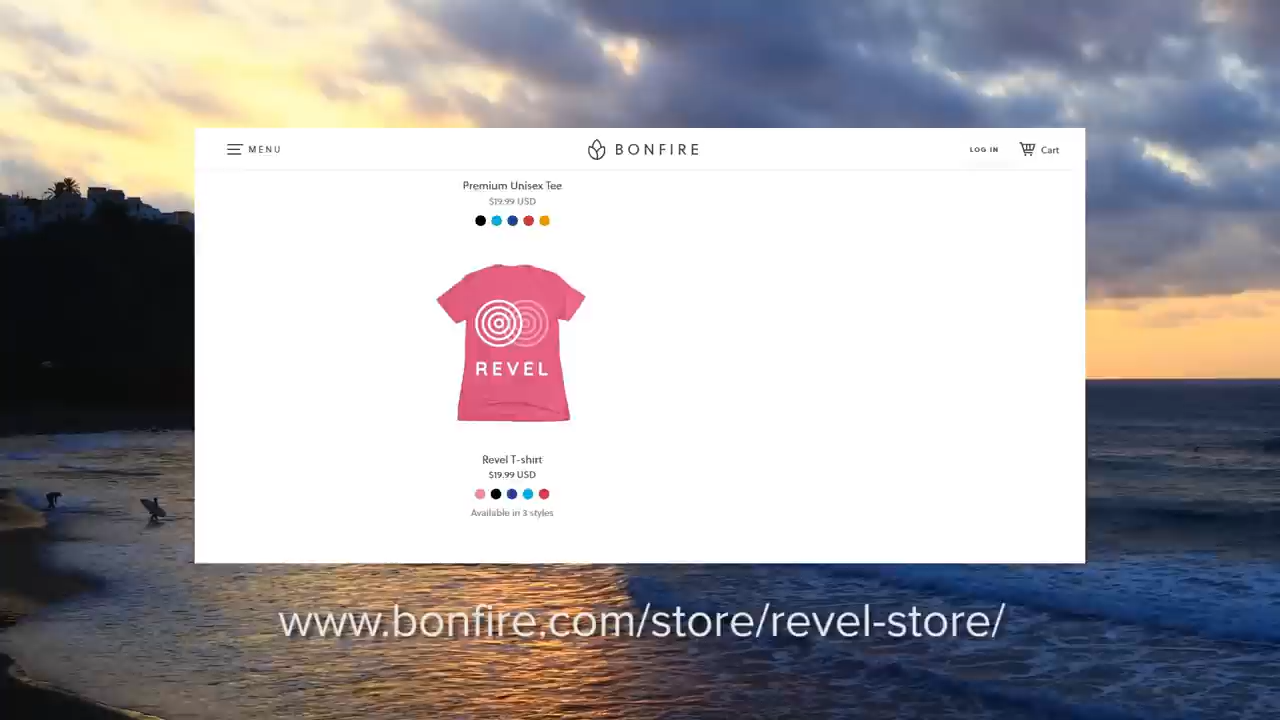 MENU
BONFIRE
LOG IN
Cart
Premium Unisex Tee
$19.99 USD
REVEL
Revel T-shirt
$19.99 USD
Available in 3 styles
www.bonfire.com/store/revel-store/